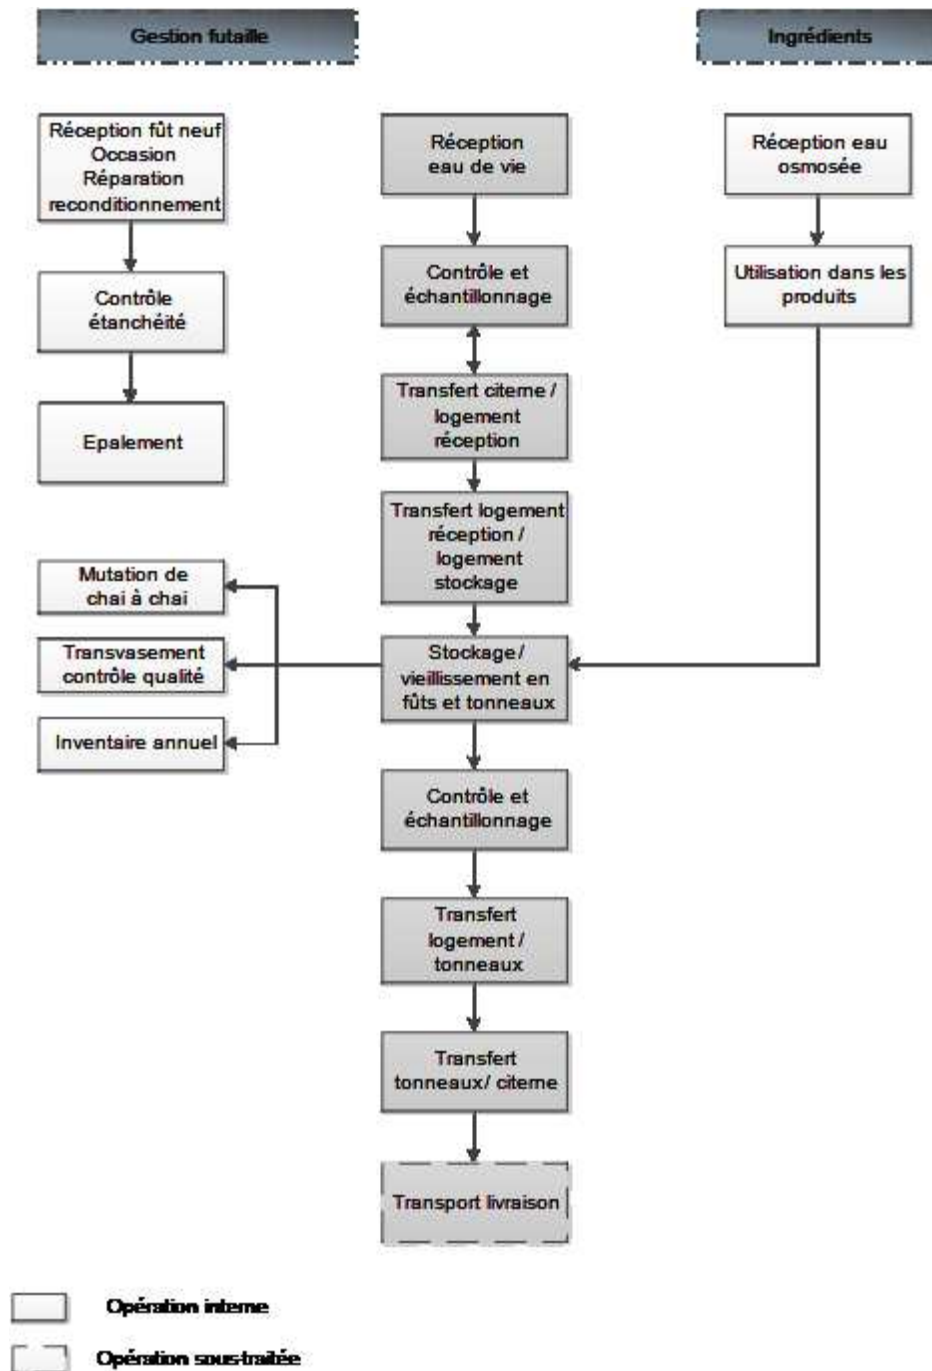 Gestion futaille
Ingrédients
Réception fût neuf
Occasion
Réparation
reconditionnement
Contrôle
étanchéité
Epalement
Mutation de
chai à chai
Transvasement
contrôle qualité
Inventaire annuel
Réception
eau de vie
Contrôle et
échantillonnage
Transfert citerne /
logement
réception
Transfert logement
réception /
logement
stockage
Stockage /
vieillissement en
fûts et tonneaux
Contrôle et
échantillonnage
Transfert
logement /
tonneaux
Transfert
tonneaux/ citerne
Transport livraison
Réception eau
osmosée
Utilisation dans les
produits
Opération interne
Opération sous-traitée